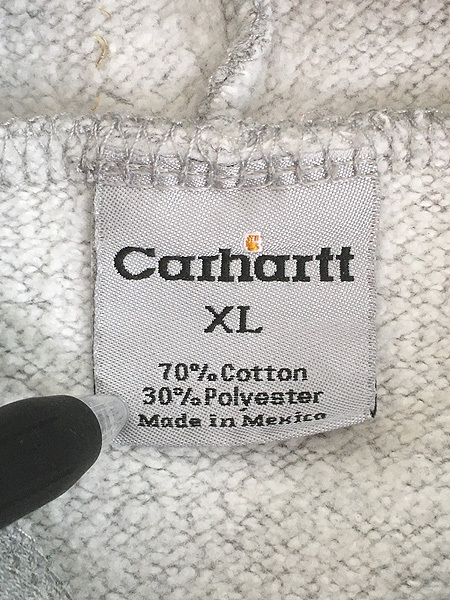 Carhartt
XL
70% Cotton
30% Polyester
Made in Mexico